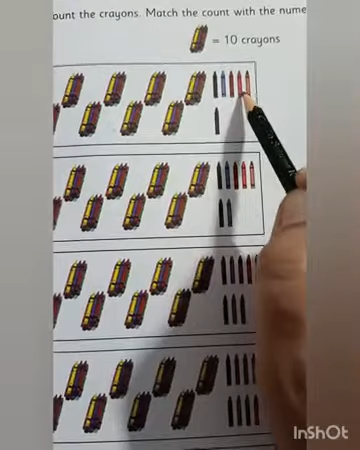 ount the crayons. Match the count with the nume
= 10 crayons
InShOt